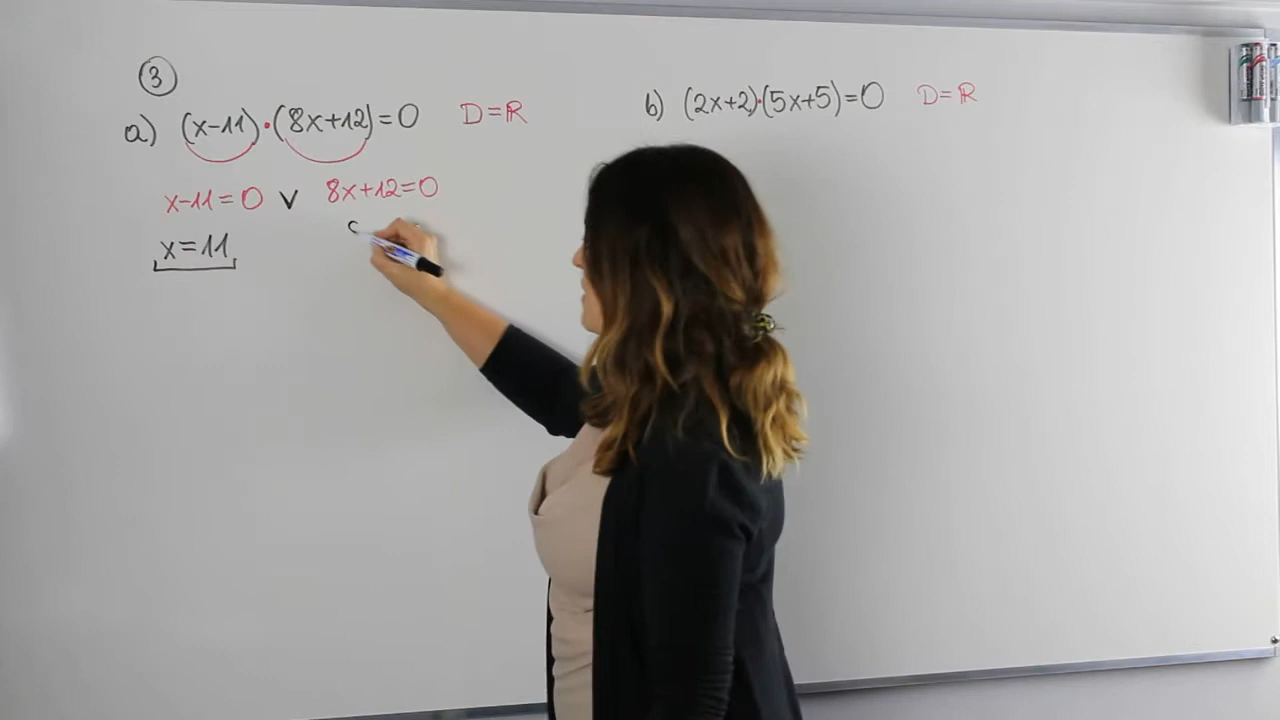 ③
a) (x-11)·(8x+12)=0 D=ℝ
x-11=0 ∨ 8x+12=0
x=11
b) (2x+2)·(5x+5)=0 D=ℝ